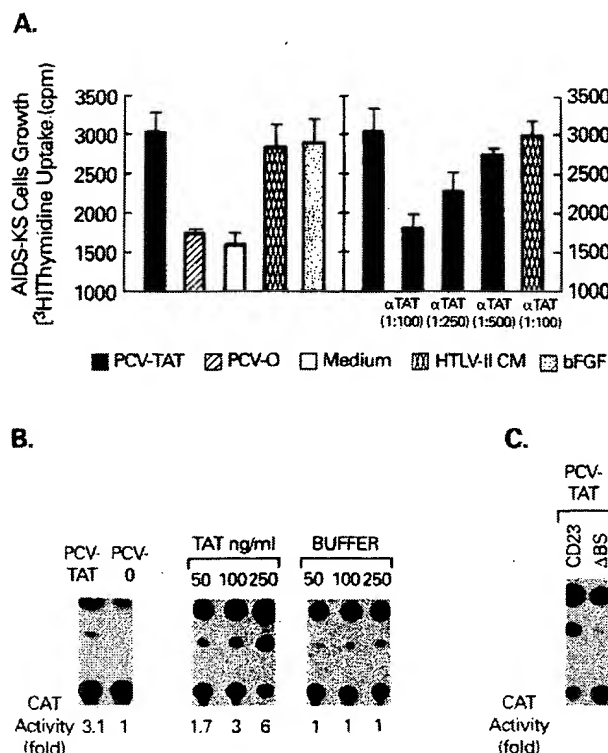 A.
AIDS-KS Cells Growth
[³H]Thymidine Uptake (cpm)
3500 3500
3000 3000
2500 2500
2000 2000
1500 1500
1000 1000
αTAT αTAT αTAT αTAT
(1:100) (1:250) (1:500) (1:100)
PCV-TAT PCV-O Medium HTLV-II CM bFGF
B.
PCV-TAT PCV-0
TAT ng/ml
50 100 250
BUFFER
50 100 250
CAT Activity (fold)
3.1 1 1.7 3 6 1 1 1
C.
PCV-TAT
CD23 ΔBS
CAT Activity (fold)